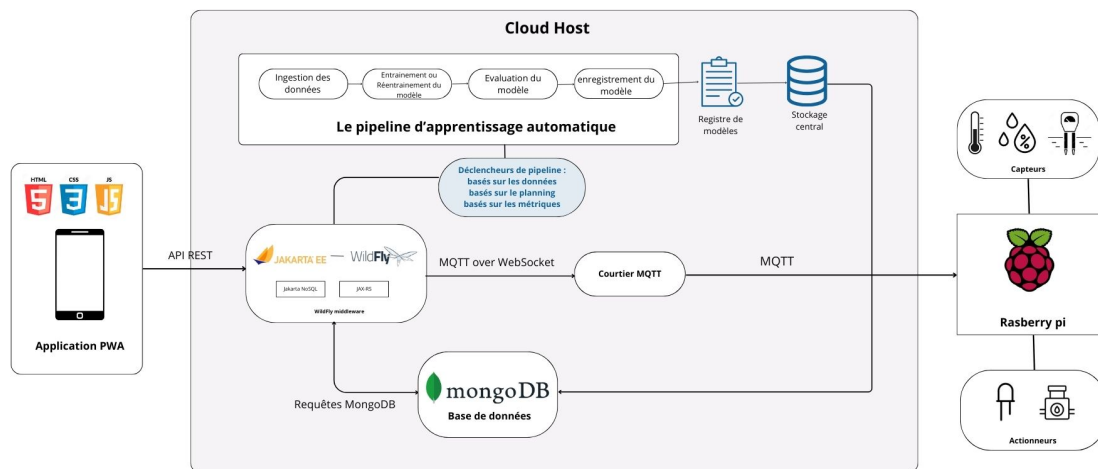 Cloud Host
Ingestion des
données
Entrainement ou
Réentrainement du
modèle
Evaluation du
modèle
enregistrement du
modèle
Le pipeline d’apprentissage automatique
Registre de
modèles
Stockage
central
Déclencheurs de pipeline :
basés sur les données
basés sur le planning
basés sur les métriques
HTML
CSS
JS
5
3
JS
Application PWA
API REST
JAKARTA EE
WildFly
Jakarta NoSQL
JAX-RS
WildFly middleware
MQTT over WebSocket
Courtier MQTT
MQTT
Requêtes MongoDB
mongoDB
Base de données
%
Capteurs
Rasberry pi
Actionneurs